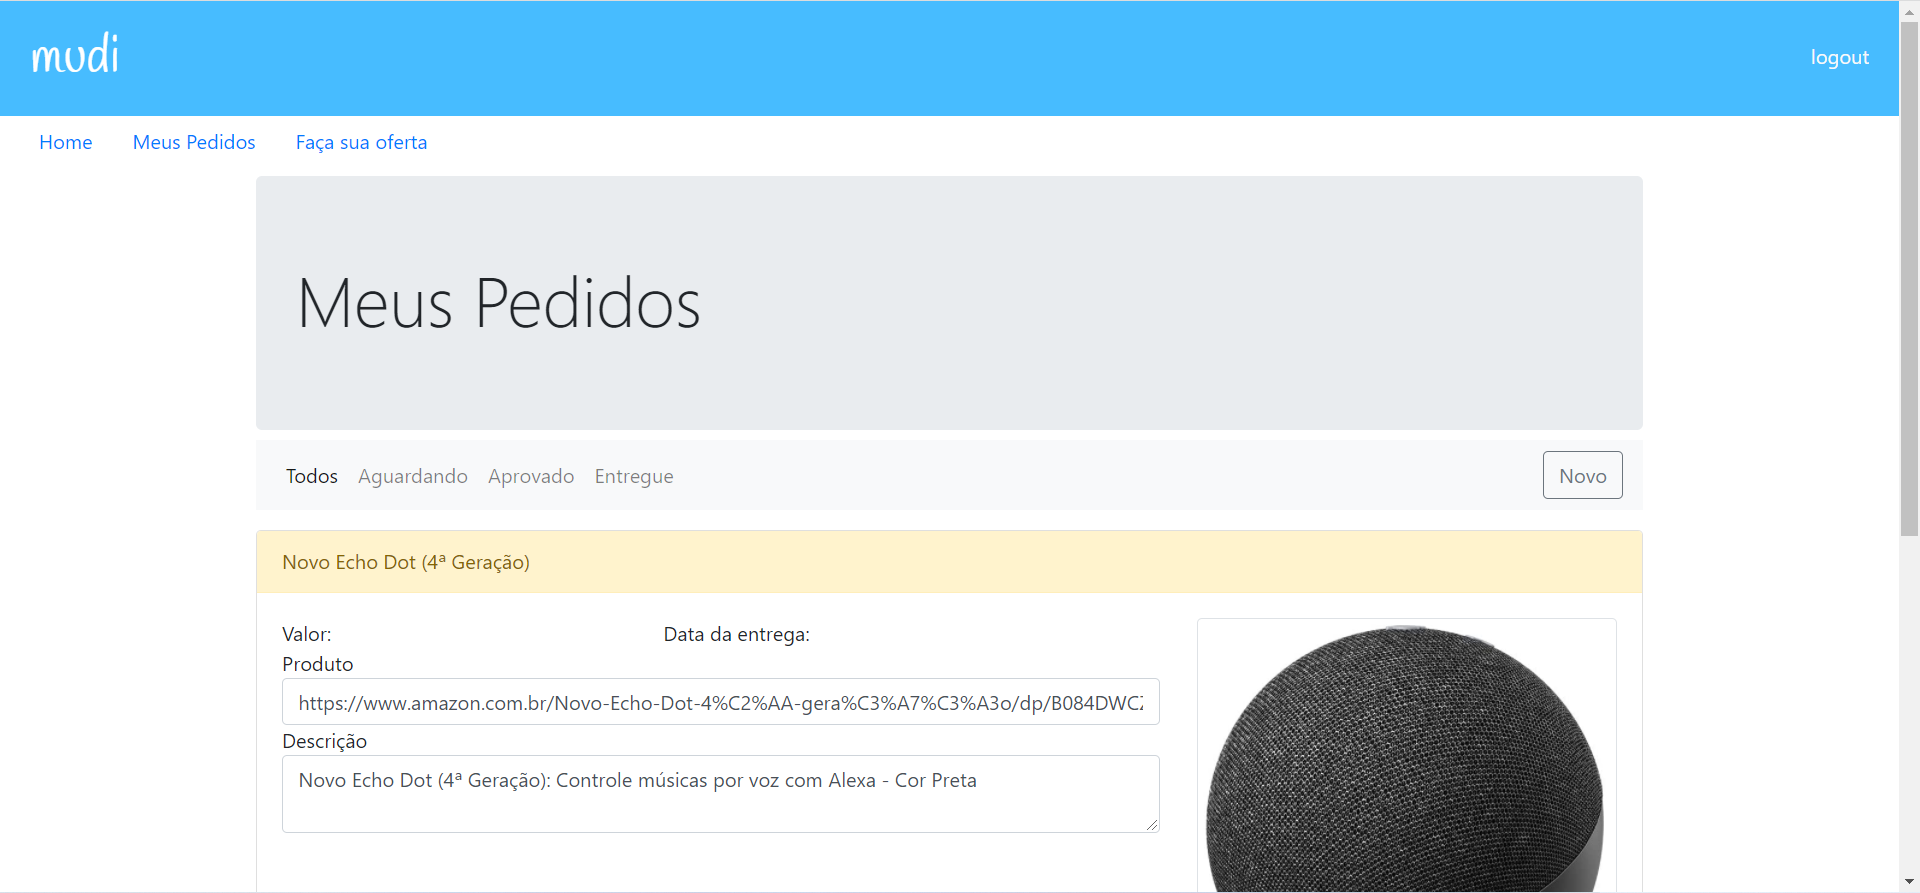 mudi
logout
Home Meus Pedidos Faça sua oferta
Meus Pedidos
Todos Aguardando Aprovado Entregue Novo
Novo Echo Dot (4ª Geração)
Valor: Data da entrega:
Produto
https://www.amazon.com.br/Novo-Echo-Dot-4%C2%AA-gera%C3%A7%C3%A3o/dp/B084DWCZ
Descrição
Novo Echo Dot (4ª Geração): Controle músicas por voz com Alexa - Cor Preta